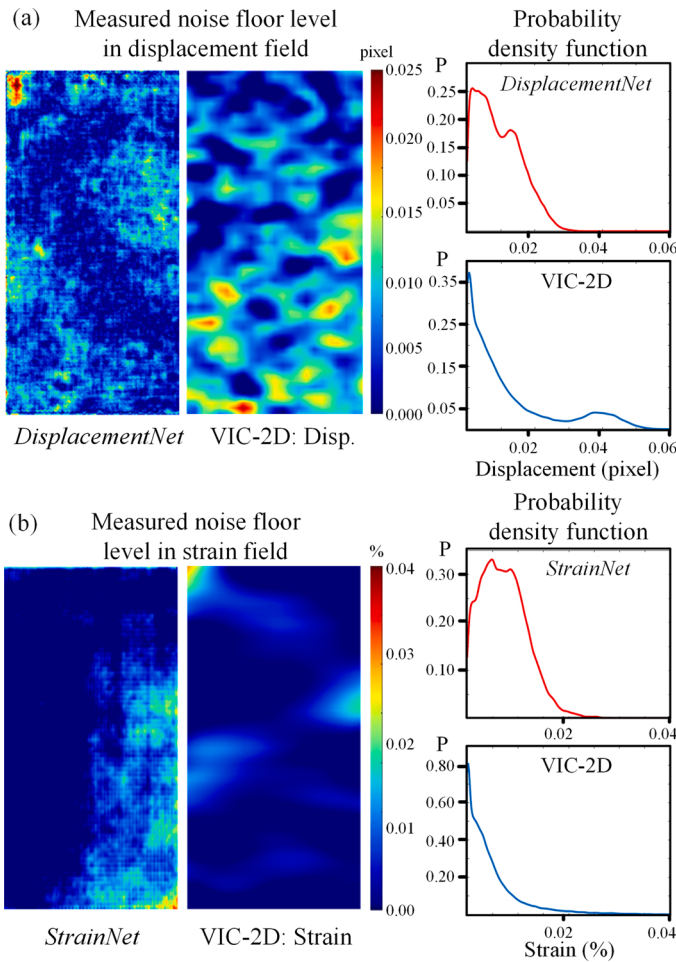 (a)
Measured noise floor level
in displacement field
pixel
0.025
0.020
0.015
0.010
0.005
0.000
DisplacementNet
VIC-2D: Disp.
Probability
density function
P
DisplacementNet
0.25
0.20
0.15
0.10
0.05
0.02
0.04
0.06
P
VIC-2D
0.35
0.25
0.15
0.05
0.02
0.04
0.06
Displacement (pixel)
(b)
Measured noise floor
level in strain field
%
0.04
0.03
0.02
0.01
0.00
StrainNet
VIC-2D: Strain
Probability
density function
P
StrainNet
0.30
0.20
0.10
0.02
0.04
P
VIC-2D
0.80
0.60
0.40
0.20
0.02
0.04
Strain (%)